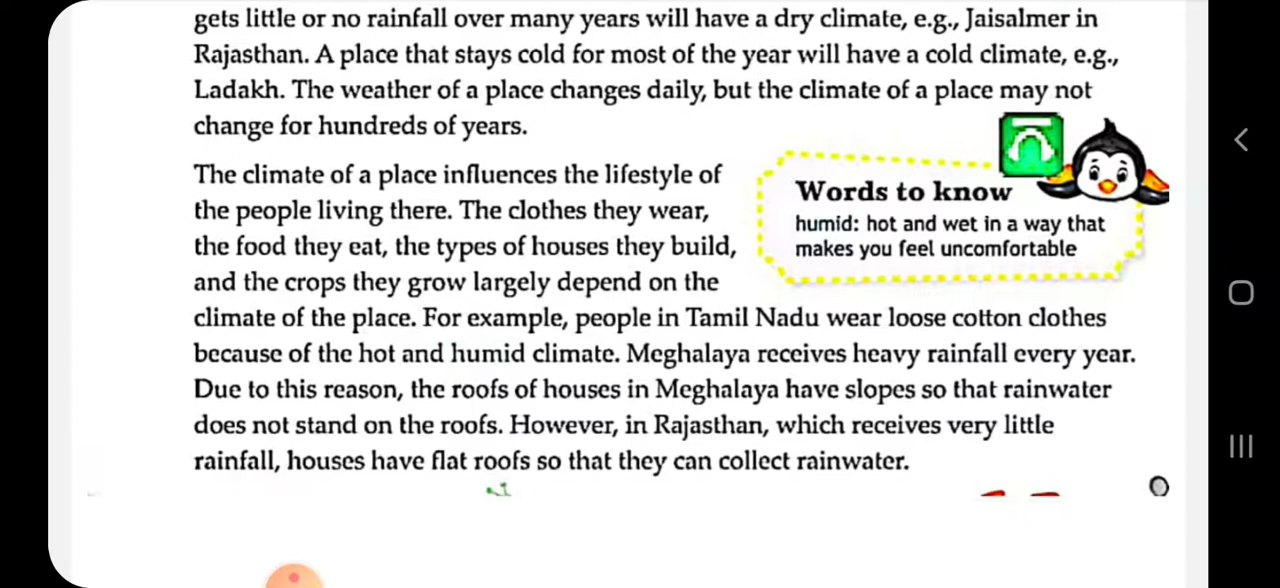 gets little or no rainfall over many years will have a dry climate, e.g., Jaisalmer in
Rajasthan. A place that stays cold for most of the year will have a cold climate, e.g.,
Ladakh. The weather of a place changes daily, but the climate of a place may not
change for hundreds of years.
The climate of a place influences the lifestyle of
the people living there. The clothes they wear,
the food they eat, the types of houses they build,
and the crops they grow largely depend on the
climate of the place. For example, people in Tamil Nadu wear loose cotton clothes
because of the hot and humid climate. Meghalaya receives heavy rainfall every year.
Due to this reason, the roofs of houses in Meghalaya have slopes so that rainwater
does not stand on the roofs. However, in Rajasthan, which receives very little
rainfall, houses have flat roofs so that they can collect rainwater.
Words to know
humid: hot and wet in a way that
makes you feel uncomfortable